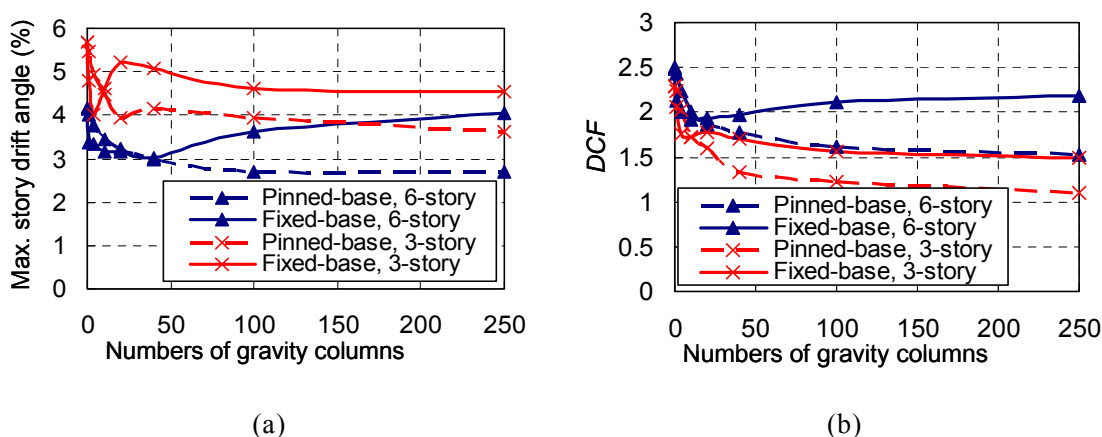 Max. story drift angle (%)
6
5
4
3
2
1
0
Pinned-base, 6-story
Fixed-base, 6-story
Pinned-base, 3-story
Fixed-base, 3-story
0 50 100 150 200 250
Numbers of gravity columns
(a)
DCF
3
2.5
2
1.5
1
0.5
0
Pinned-base, 6-story
Fixed-base, 6-story
Pinned-base, 3-story
Fixed-base, 3-story
0 50 100 150 200 250
Numbers of gravity columns
(b)